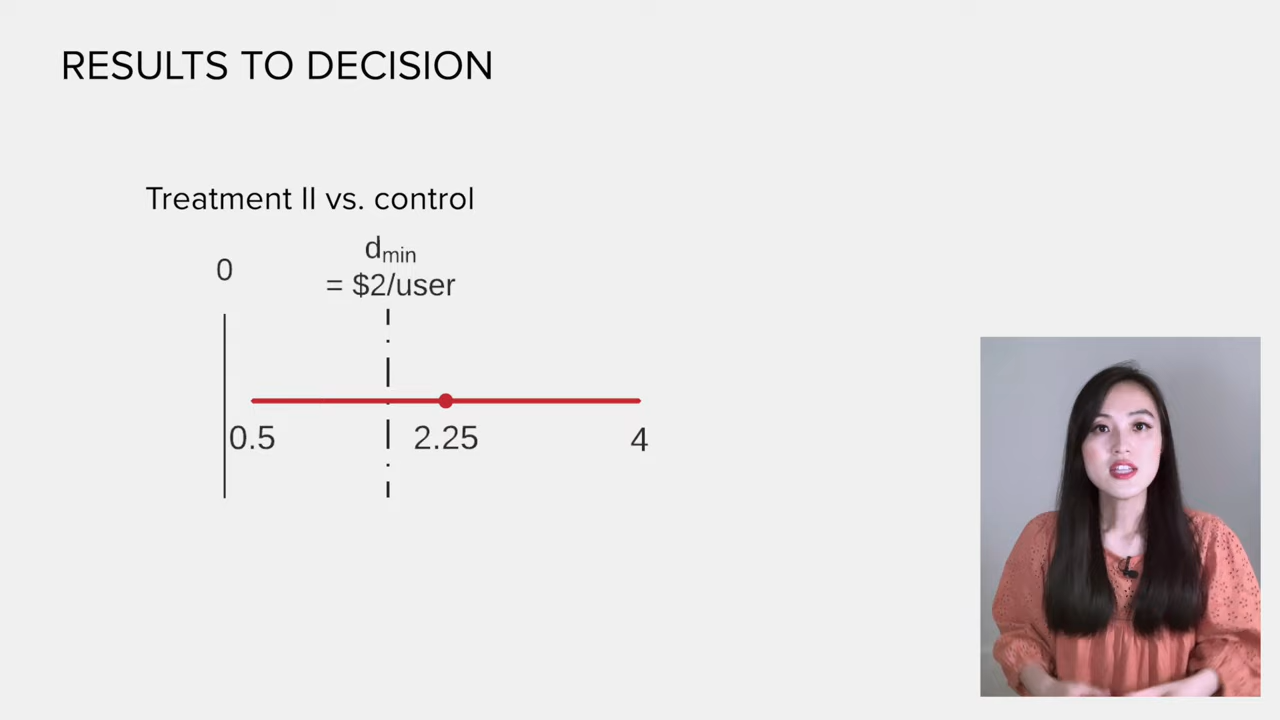 RESULTS TO DECISION
Treatment II vs. control
0
dmin
= $2/user
0.5
2.25
4